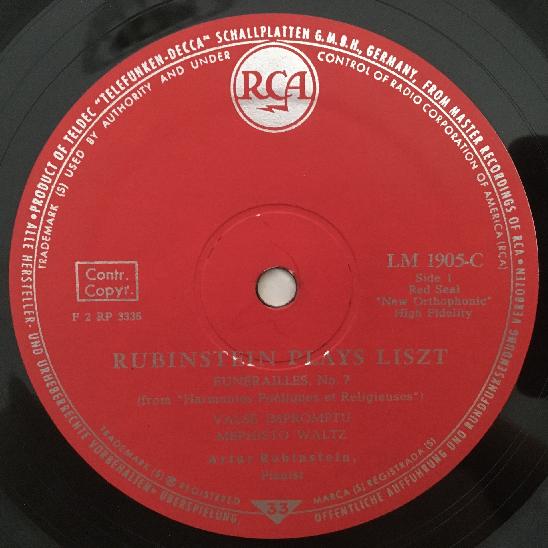 • PRODUCT OF TELDEC "TELEFUNKEN-DECCA" SCHALLPLATTEN G.M.B.H., GERMANY, FROM MASTER RECORDINGS OF RCA •
TRADEMARK (S) USED BY AUTHORITY AND UNDER CONTROL OF RADIO CORPORATION OF AMERICA (RCA)
RCA
LM 1905-C
Side 1
Red Seal
"New Orthophonic"
High Fidelity
Contr.
Copyr.
F 2 RP 3336
RUBINSTEIN PLAYS LISZT
FUNERAILLES, No. 7
(from "Harmonies Poétiques et Religieuses")
VALSE IMPROMPTU
MEPHISTO WALTZ
Artur Rubinstein,
Pianist
TRADEMARK (S) ® REGISTERED
MARCA (S) REGISTRADA (S)
33
ALLE HERSTELLER- UND URHEBERRECHTE VORBEHALTEN · ÜBERSPIELUNG,
ÖFFENTLICHE AUFFÜHRUNG UND RUNDFUNKSENDUNG VERBOTEN